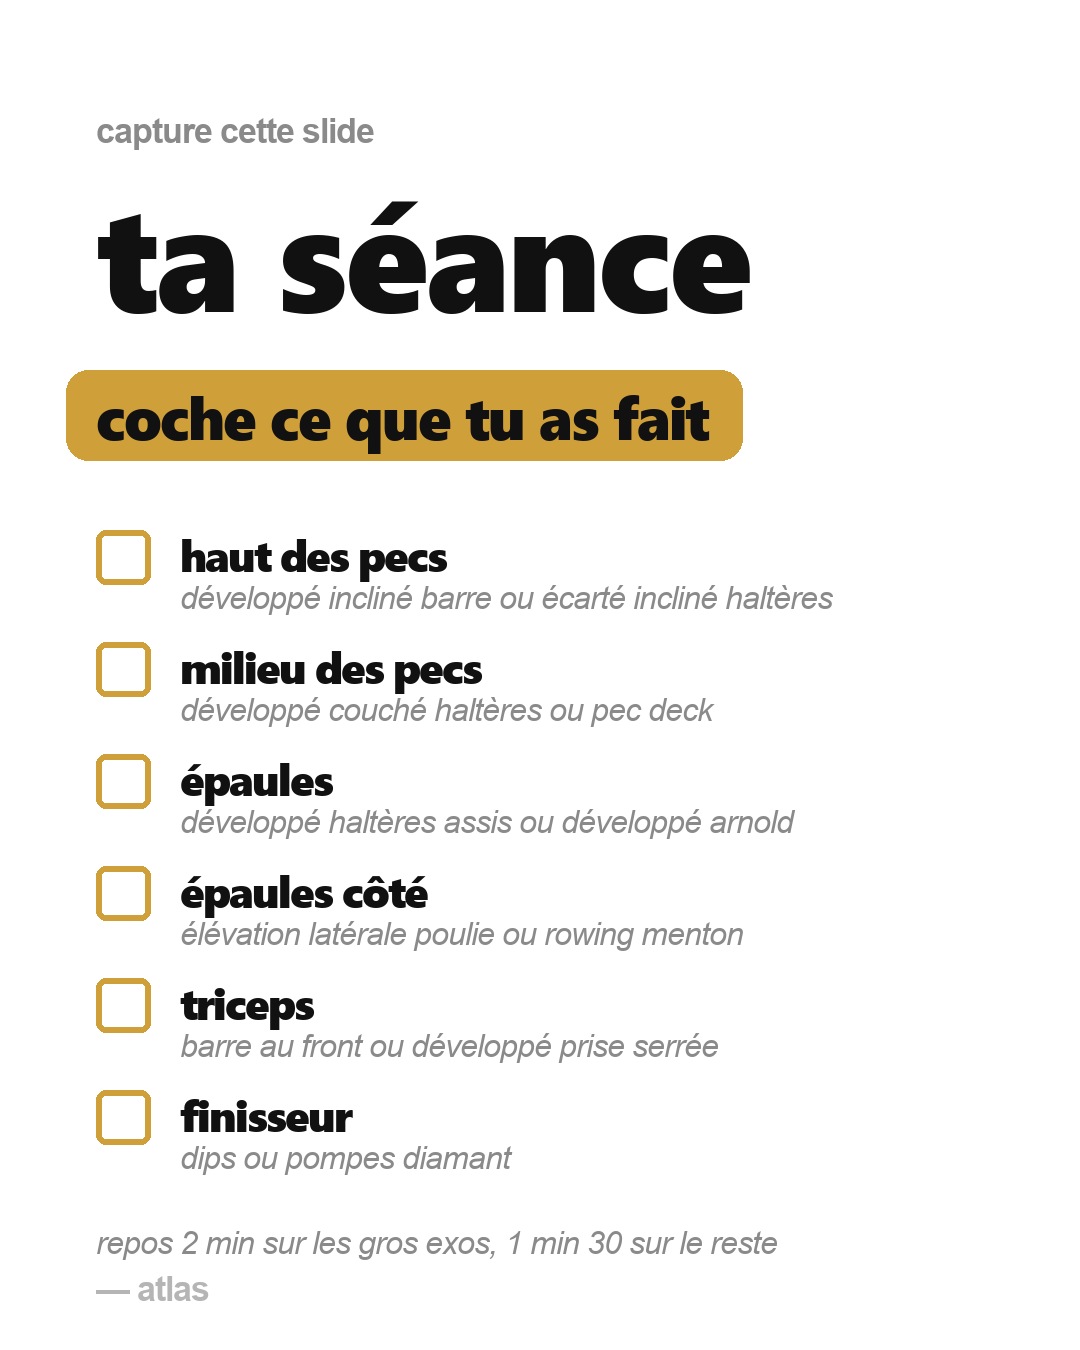 capture cette slide
ta séance
coche ce que tu as fait
haut des pecs
développé incliné barre ou écarté incliné haltères
milieu des pecs
développé couché haltères ou pec deck
épaules
développé haltères assis ou développé arnold
épaules côté
élévation latérale poulie ou rowing menton
triceps
barre au front ou développé prise serrée
finisseur
dips ou pompes diamant
repos 2 min sur les gros exos, 1 min 30 sur le reste
— atlas